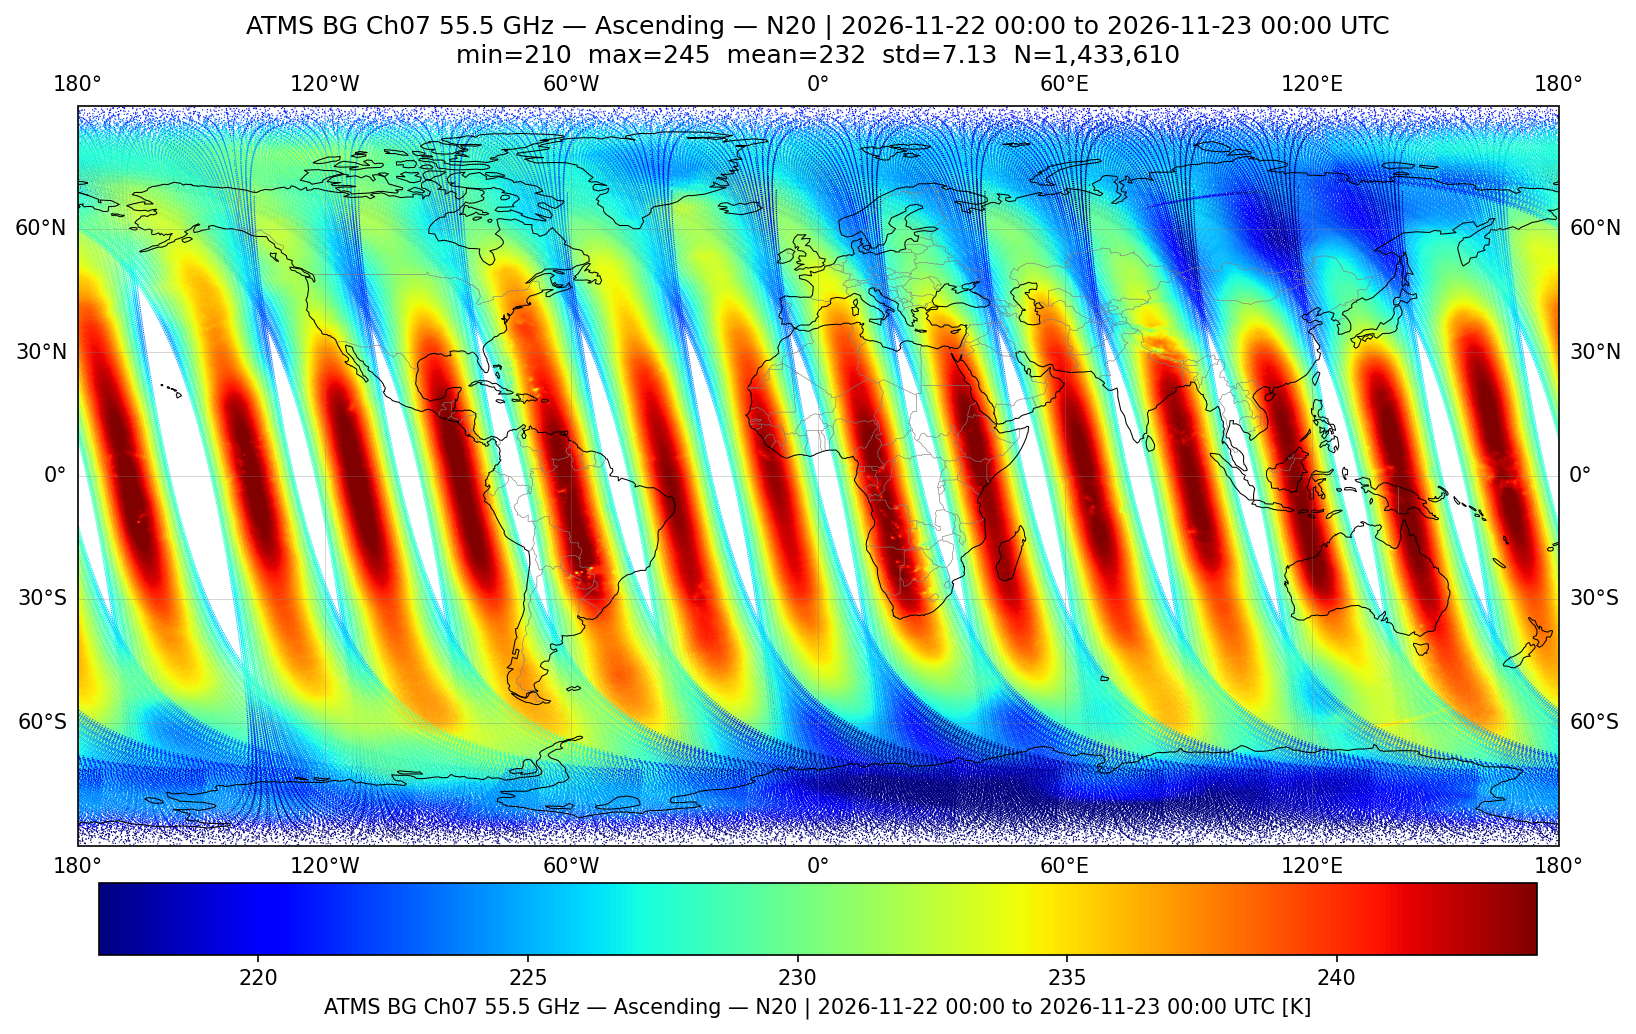 ATMS BG Ch07 55.5 GHz — Ascending — N20 | 2026-11-22 00:00 to 2026-11-23 00:00 UTC
min=210 max=245 mean=232 std=7.13 N=1,433,610
180° 120°W 60°W 0° 60°E 120°E 180°
60°N 60°N
30°N 30°N
0° 0°
30°S 30°S
60°S 60°S
180° 120°W 60°W 0° 60°E 120°E 180°
220 225 230 235 240
ATMS BG Ch07 55.5 GHz — Ascending — N20 | 2026-11-22 00:00 to 2026-11-23 00:00 UTC [K]